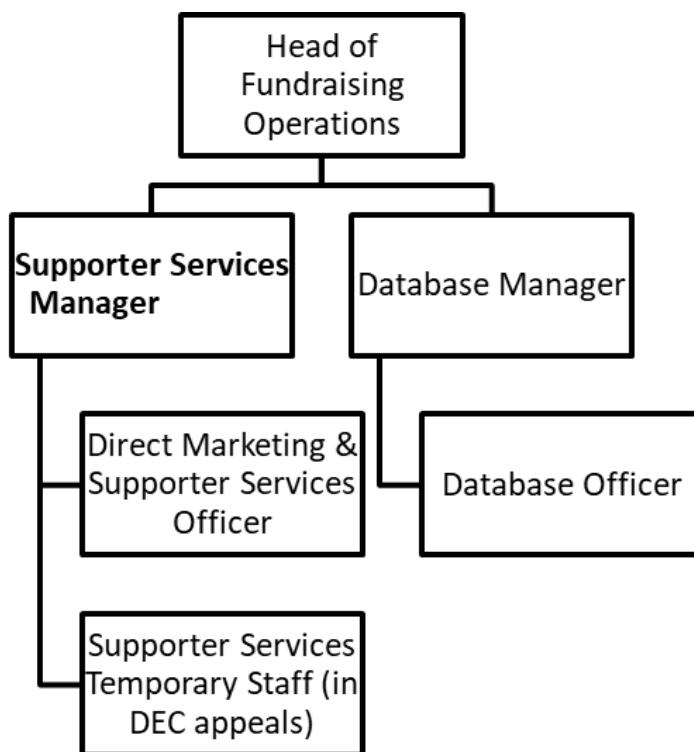 Head of
Fundraising
Operations
Supporter Services
Manager
Database Manager
Direct Marketing &
Supporter Services
Officer
Database Officer
Supporter Services
Temporary Staff (in
DEC appeals)